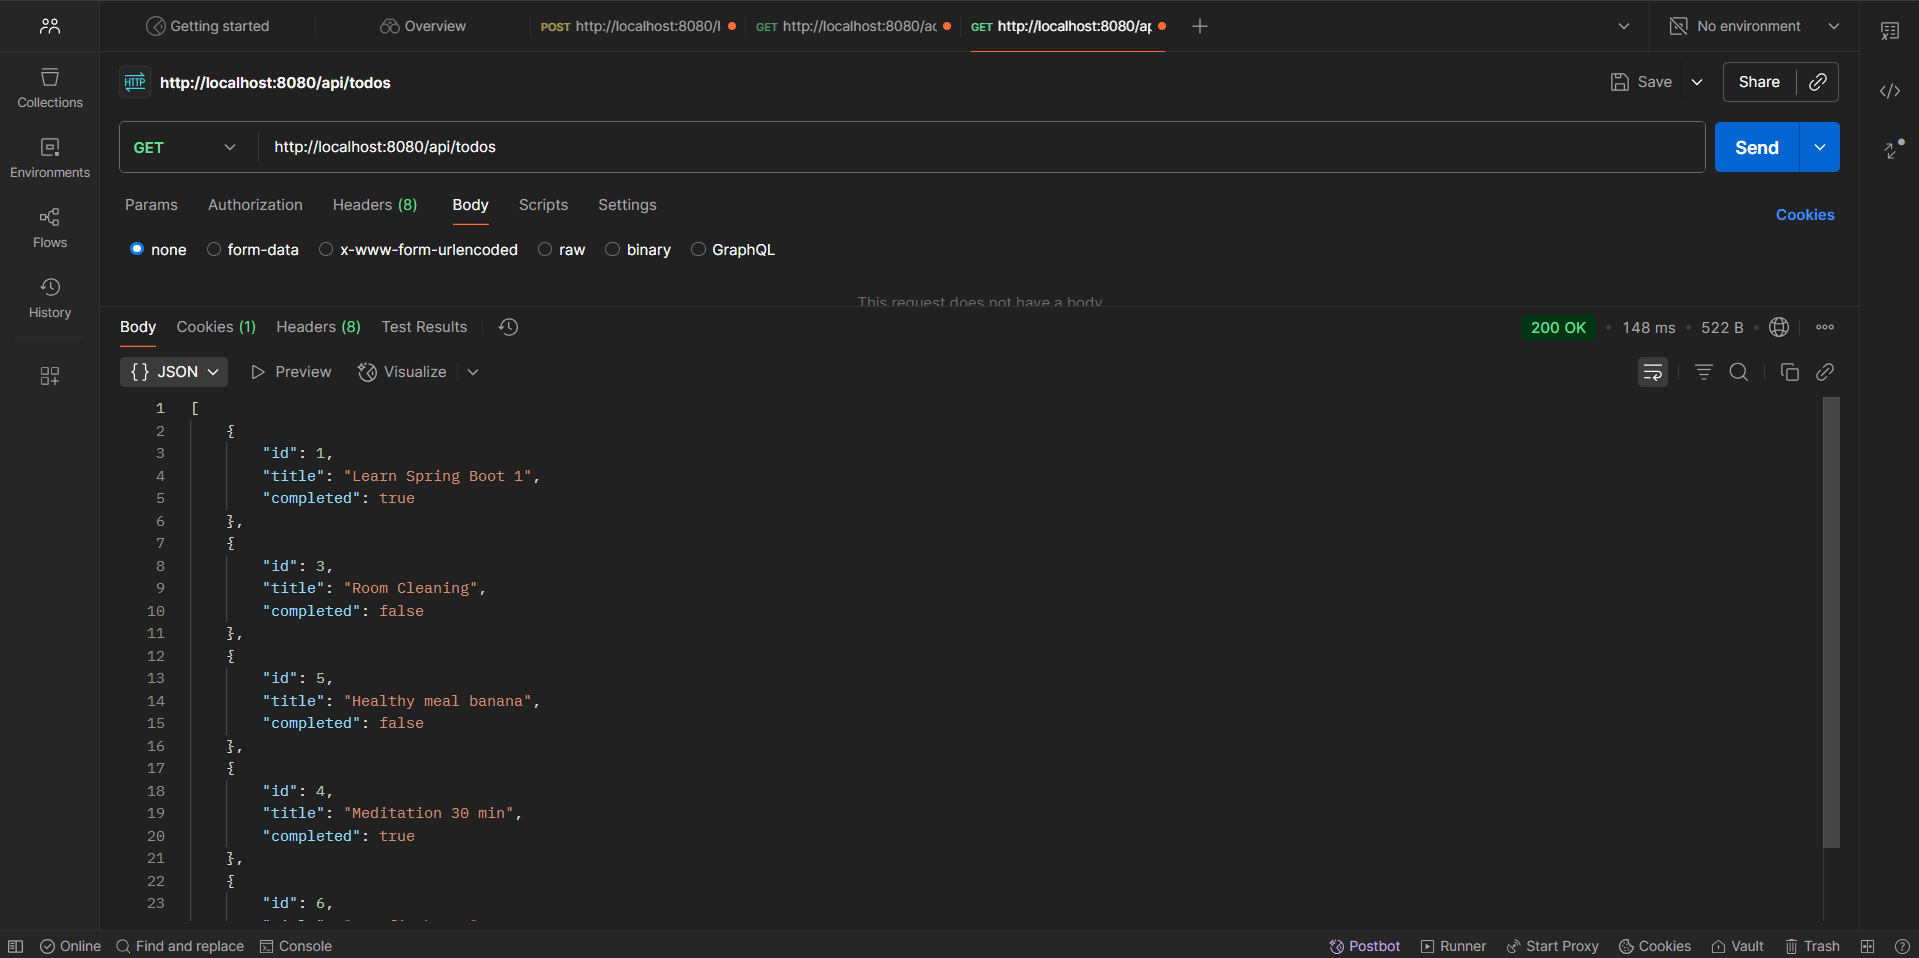 Getting started
Overview
POST http://localhost:8080/l
GET http://localhost:8080/ac
GET http://localhost:8080/ap
No environment
Collections
Environments
Flows
History
HTTP http://localhost:8080/api/todos
Save
Share
GET
http://localhost:8080/api/todos
Send
Params
Authorization
Headers (8)
Body
Scripts
Settings
Cookies
none
form-data
x-www-form-urlencoded
raw
binary
GraphQL
This request does not have a body
Body
Cookies (1)
Headers (8)
Test Results
200 OK • 148 ms • 522 B •
{} JSON
Preview
Visualize
1 [
2 {
3 "id": 1,
4 "title": "Learn Spring Boot 1",
5 "completed": true
6 },
7 {
8 "id": 3,
9 "title": "Room Cleaning",
10 "completed": false
11 },
12 {
13 "id": 5,
14 "title": "Healthy meal banana",
15 "completed": false
16 },
17 {
18 "id": 4,
19 "title": "Meditation 30 min",
20 "completed": true
21 },
22 {
23 "id": 6,
Online
Find and replace
Console
Postbot
Runner
Start Proxy
Cookies
Vault
Trash